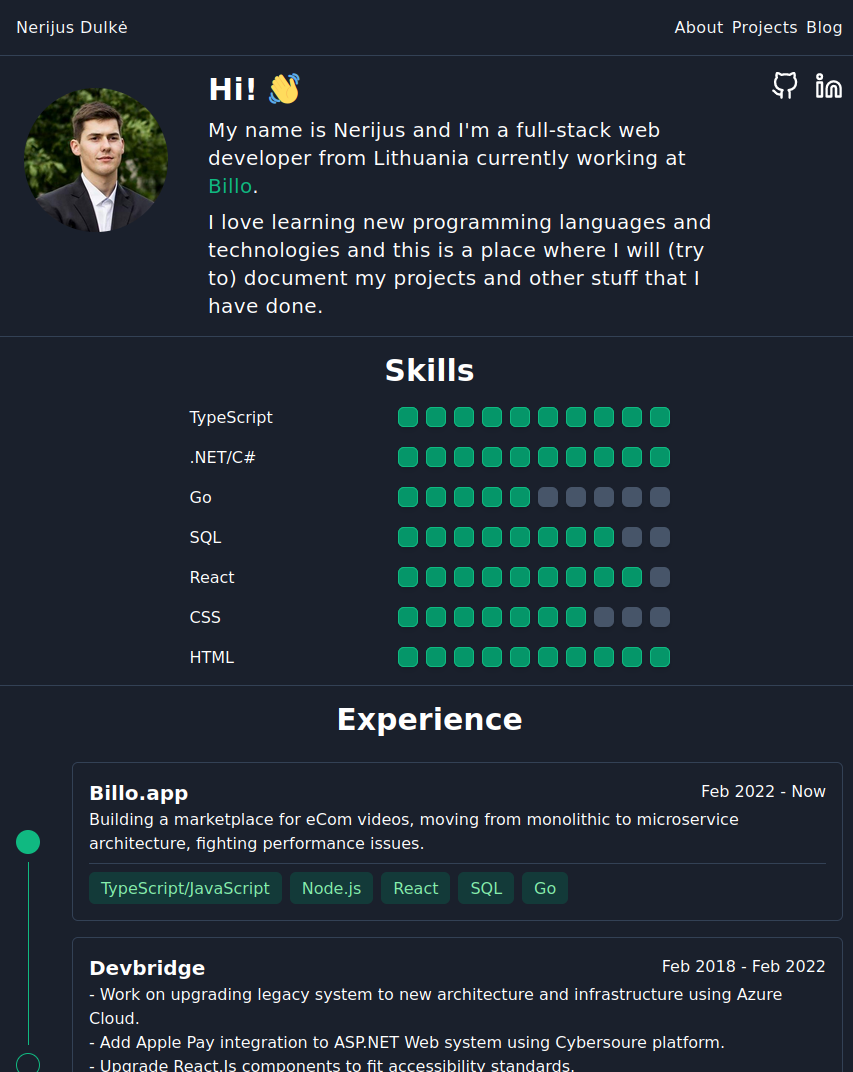 Nerijus Dulkė
About Projects Blog
Hi! 👋
My name is Nerijus and I'm a full-stack web
developer from Lithuania currently working at
Billo.
I love learning new programming languages and
technologies and this is a place where I will (try
to) document my projects and other stuff that I
have done.
Skills
TypeScript
.NET/C#
Go
SQL
React
CSS
HTML
Experience
Billo.app
Feb 2022 - Now
Building a marketplace for eCom videos, moving from monolithic to microservice
architecture, fighting performance issues.
TypeScript/JavaScript Node.js React SQL Go
Devbridge
Feb 2018 - Feb 2022
- Work on upgrading legacy system to new architecture and infrastructure using Azure
Cloud.
- Add Apple Pay integration to ASP.NET Web system using Cybersoure platform.
- Upgrade React.Js components to fit accessibility standards.